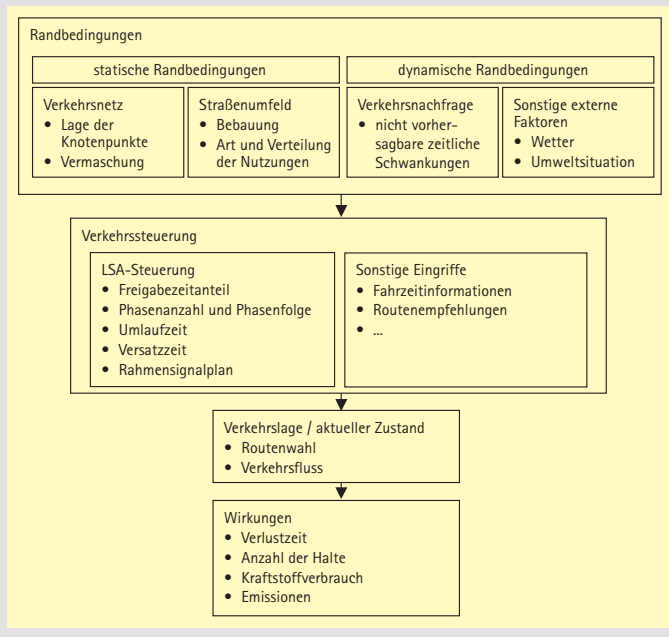 Randbedingungen
statische Randbedingungen
dynamische Randbedingungen
Verkehrsnetz
• Lage der
Knotenpunkte
• Vermaschung
Straßenumfeld
• Bebauung
• Art und Verteilung
der Nutzungen
Verkehrsnachfrage
• nicht vorher-
sagbare zeitliche
Schwankungen
Sonstige externe
Faktoren
• Wetter
• Umweltsituation
Verkehrssteuerung
LSA-Steuerung
• Freigabezeitanteil
• Phasenanzahl und Phasenfolge
• Umlaufzeit
• Versatzzeit
• Rahmensignalplan
Sonstige Eingriffe
• Fahrzeitinformationen
• Routenempfehlungen
• ...
Verkehrslage / aktueller Zustand
• Routenwahl
• Verkehrsfluss
Wirkungen
• Verlustzeit
• Anzahl der Halte
• Kraftstoffverbrauch
• Emissionen